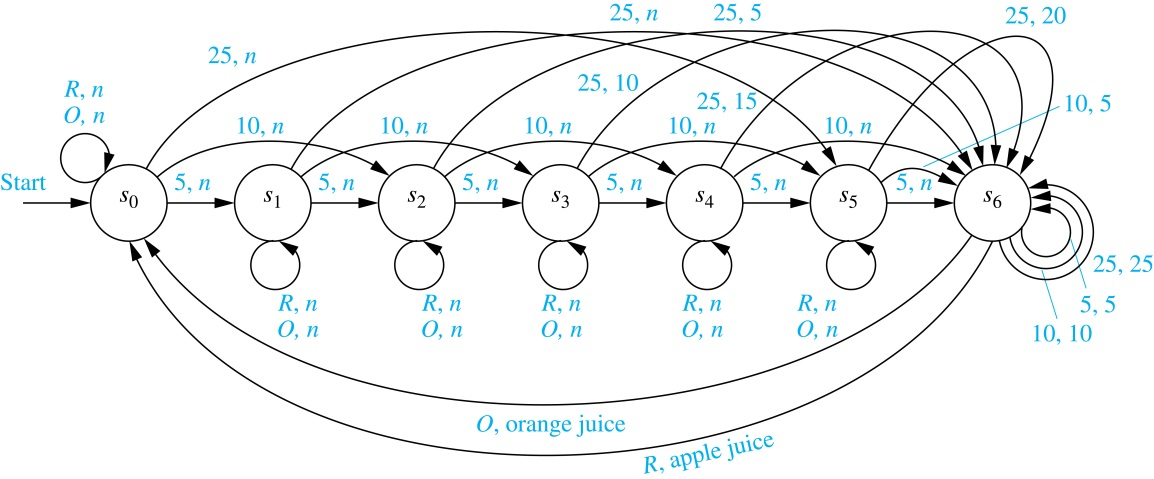 25, n
25, 5
25, 20
25, n
25, 10
R, n
O, n
25, 15
10, 5
10, n
10, n
10, n
10, n
10, n
Start
5, n
5, n
5, n
5, n
5, n
5, n
s0
s1
s2
s3
s4
s5
s6
25, 25
R, n
O, n
R, n
O, n
R, n
O, n
R, n
O, n
R, n
O, n
5, 5
10, 10
O, orange juice
R, apple juice